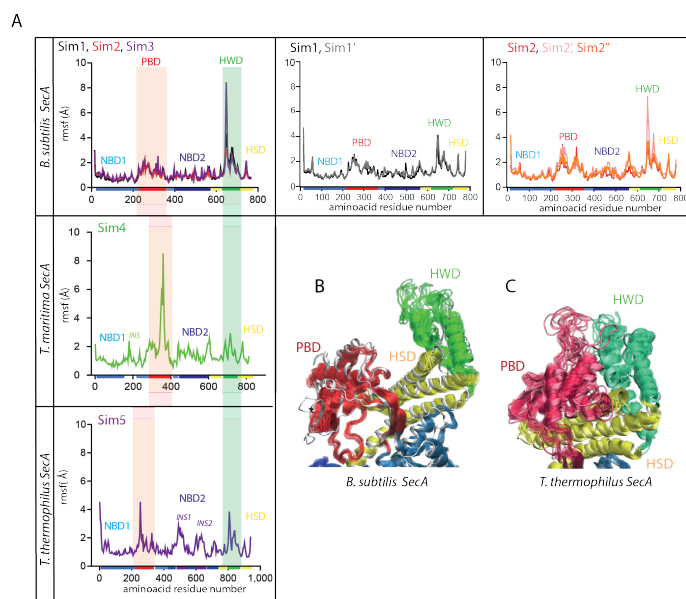 A
B. subtilis SecA
Sim1, Sim2, Sim3
PBD
HWD
10
8
6
4
2
0
rmsf (Å)
NBD1
NBD2
HSD
0
200
400
600
800
Sim1, Sim1'
10
8
6
4
2
0
HWD
PBD
HSD
NBD1
NBD2
0 100 200 300 400 500 600 700 800
aminoacid residue number
Sim2, Sim2', Sim2"
10
8
6
4
2
0
HWD
PBD
NBD1
NBD2
HSD
0 100 200 300 400 500 600 700 800
aminoacid residue number
T. maritima SecA
Sim4
10
8
6
4
2
0
rmsf (Å)
NBD1
INS
NBD2
HSD
0
200
400
600
800
T. thermophilus SecA
Sim5
10
8
6
4
2
0
rmsf( Å)
NBD1
NBD2
INS1
INS2
HSD
0 200 400 600 800 1,000
aminoacid residue number
B
HWD
PBD
HSD
B. subtilis SecA
C
HWD
PBD
HSD
T. thermophilus SecA